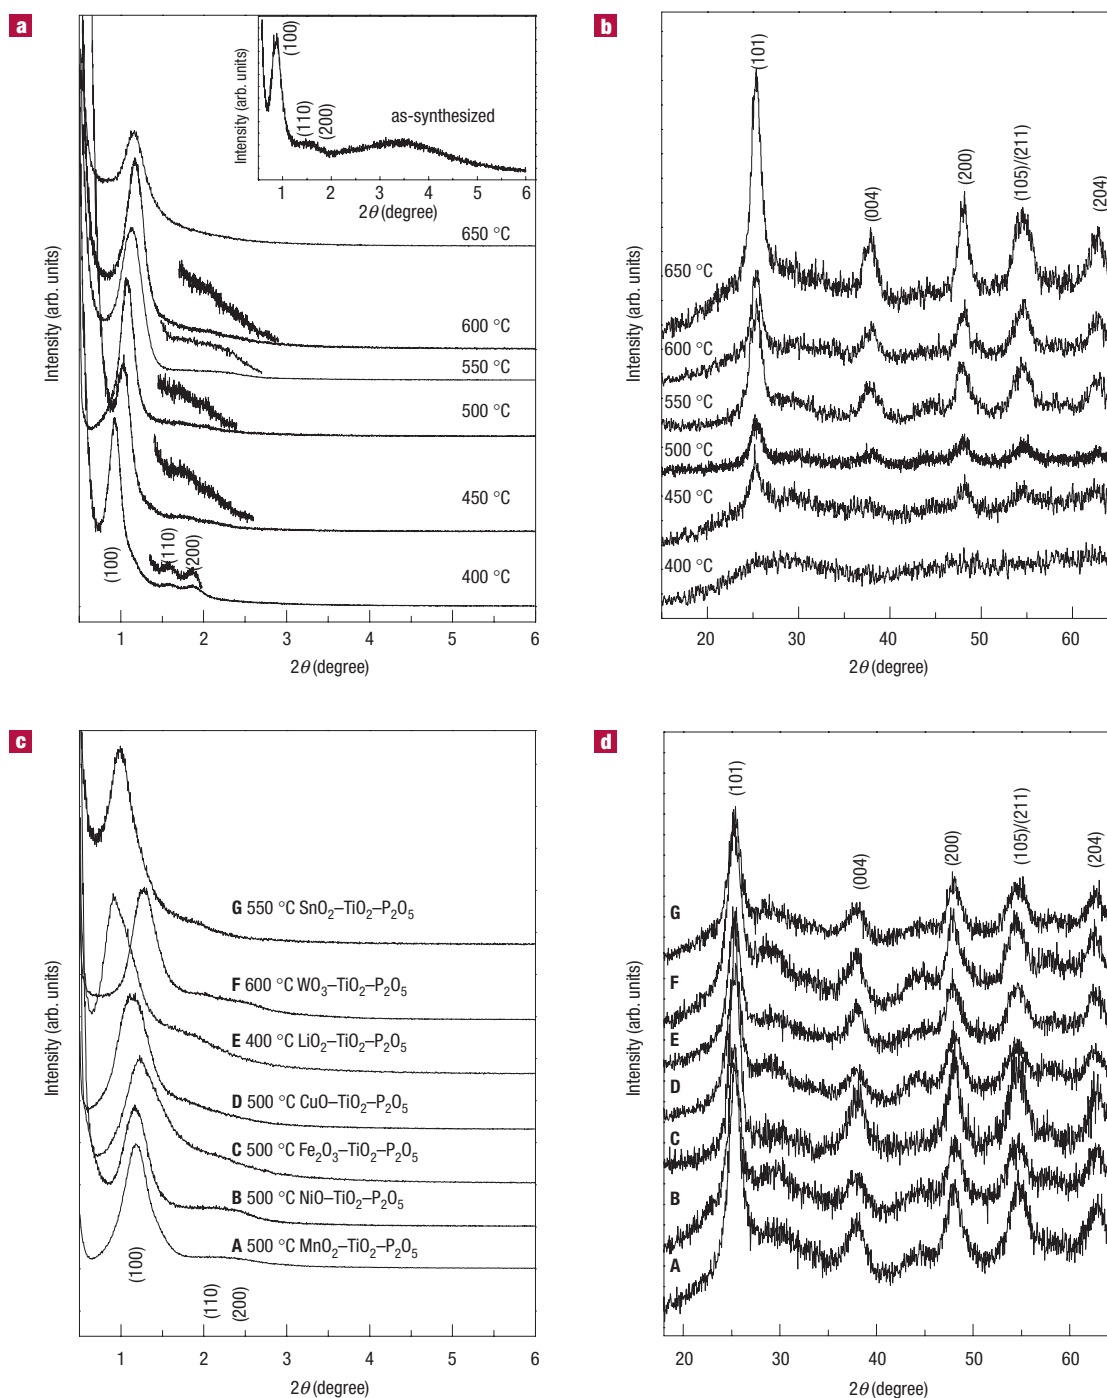 a
Intensity (arb. units)
(100)
(110)
(200)
as-synthesized
1 2 3 4 5 6
2θ (degree)
Intensity (arb. units)
650 °C
600 °C
550 °C
500 °C
450 °C
400 °C
(100)
(110)
(200)
1 2 3 4 5 6
2θ (degree)
b
Intensity (arb. units)
(101)
(004)
(200)
(105)/(211)
(204)
650 °C
600 °C
550 °C
500 °C
450 °C
400 °C
20 30 40 50 60
2θ (degree)
c
Intensity (arb. units)
G 550 °C SnO₂–TiO₂–P₂O₅
F 600 °C WO₃–TiO₂–P₂O₅
E 400 °C LiO₂–TiO₂–P₂O₅
D 500 °C CuO–TiO₂–P₂O₅
C 500 °C Fe₂O₃–TiO₂–P₂O₅
B 500 °C NiO–TiO₂–P₂O₅
A 500 °C MnO₂–TiO₂–P₂O₅
(100)
(110)
(200)
1 2 3 4 5 6
2θ (degree)
d
Intensity (arb. units)
(101)
(004)
(200)
(105)/(211)
(204)
G
F
E
D
C
B
A
20 30 40 50 60
2θ (degree)